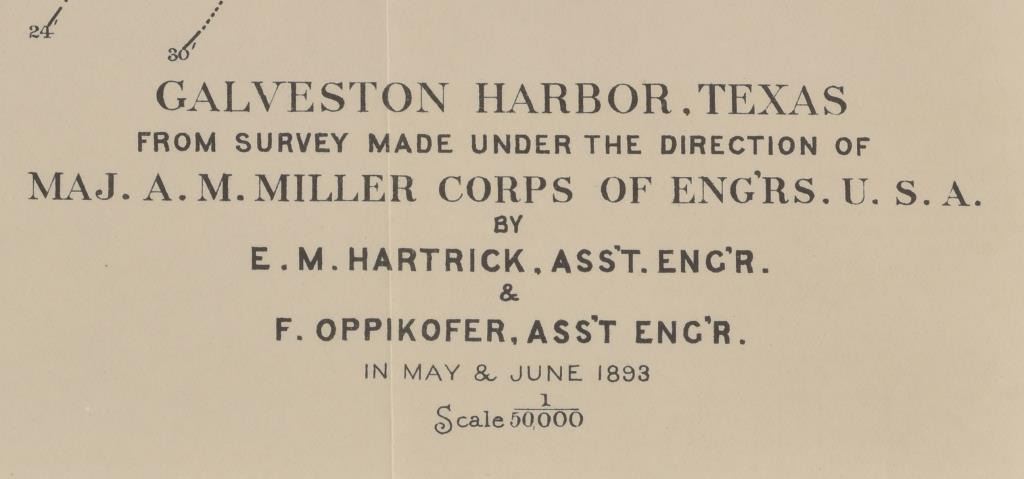 24'
30'
GALVESTON HARBOR, TEXAS
FROM SURVEY MADE UNDER THE DIRECTION OF
MAJ. A. M. MILLER CORPS OF ENG'RS. U. S. A.
BY
E. M. HARTRICK, ASS'T. ENG'R.
&
F. OPPIKOFER, ASS'T ENG'R.
IN MAY & JUNE 1893
Scale 1/50,000